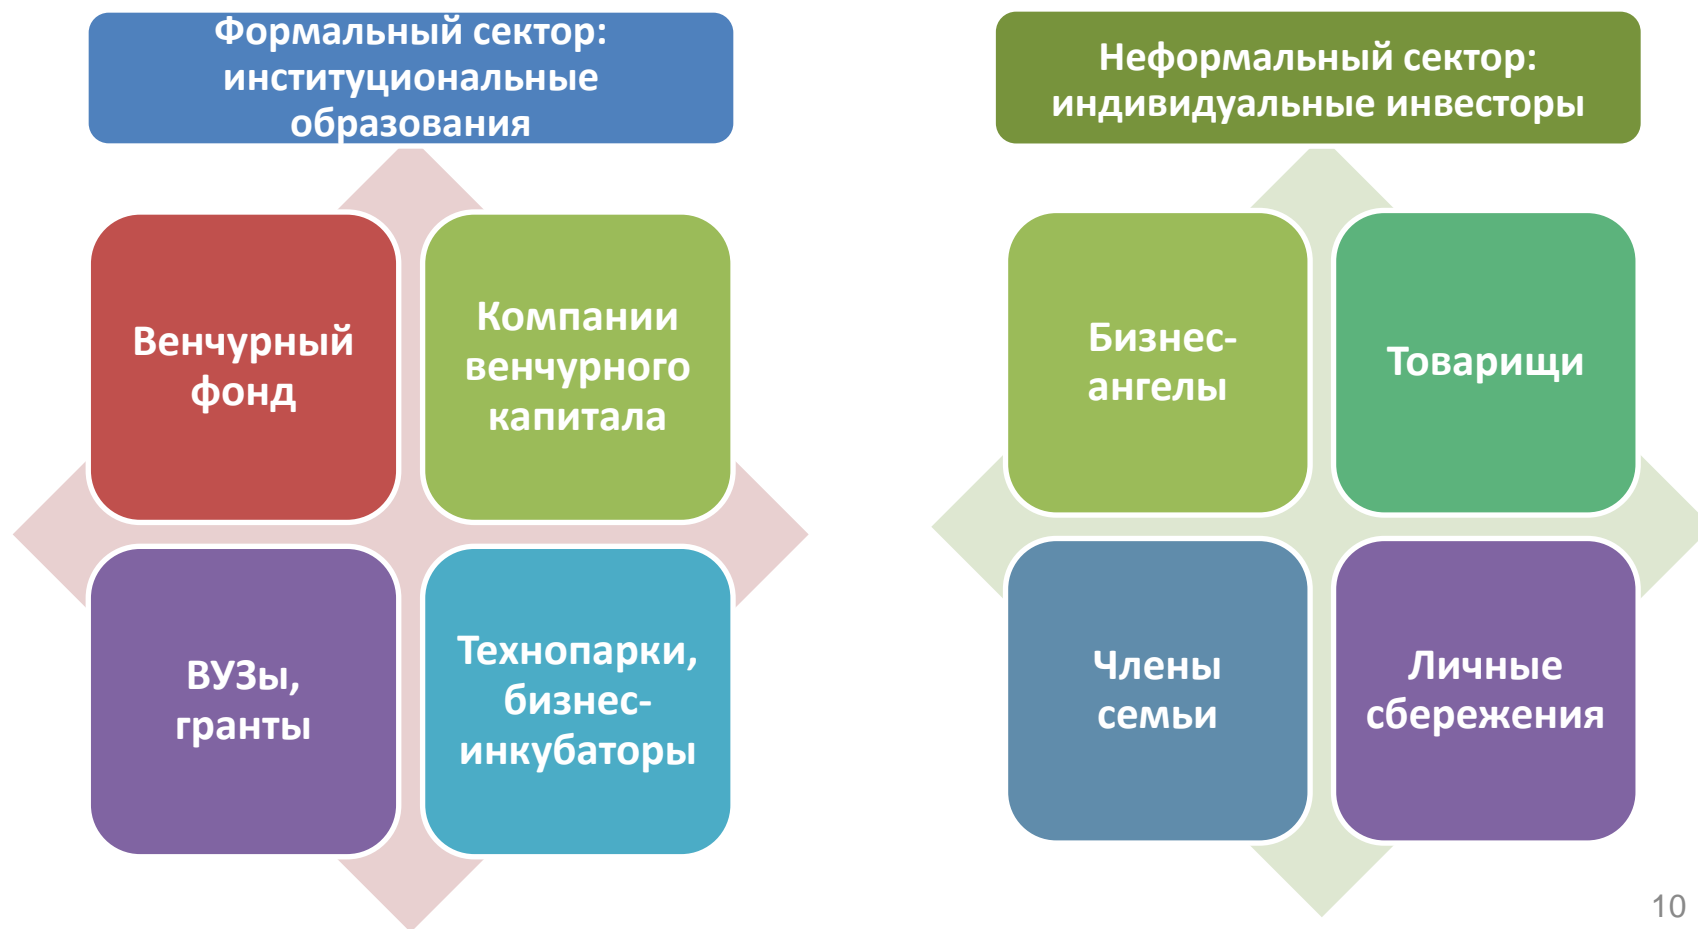 Формальный сектор:
институциональные
образования
Неформальный сектор:
индивидуальные инвесторы
Венчурный
фонд
Компании
венчурного
капитала
ВУЗы,
гранты
Технопарки,
бизнес-
инкубаторы
Бизнес-
ангелы
Товарищи
Члены
семьи
Личные
сбережения
10